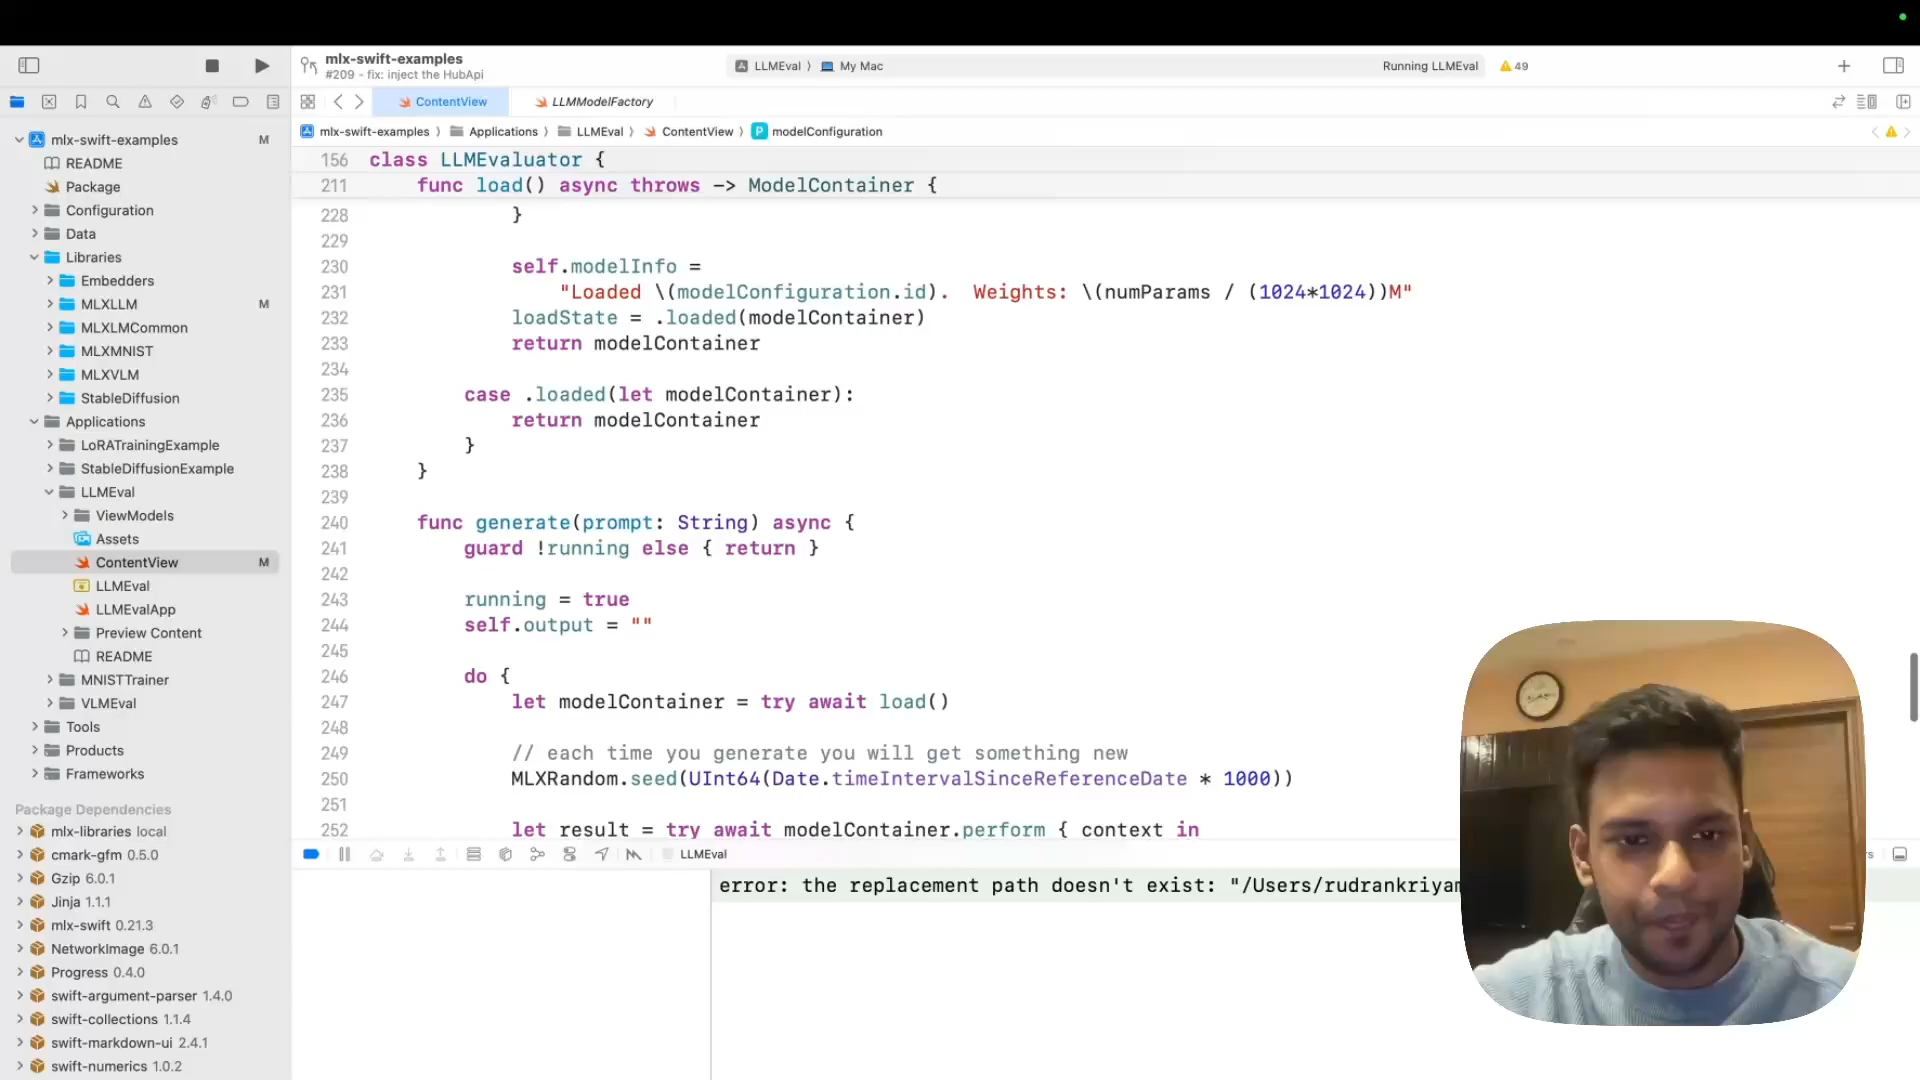 mlx-swift-examples
#209 - fix: inject the HubApi
LLMEval 〉 My Mac
Running LLMEval
49
ContentView
LLMModelFactory
mlx-swift-examples 〉 Applications 〉 LLMEval 〉 ContentView 〉 P modelConfiguration
mlx-swift-examples M
README
Package
Configuration
Data
Libraries
Embedders
MLXLLM M
MLXLMCommon
MLXMNIST
MLXVLM
StableDiffusion
Applications
LoRATrainingExample
StableDiffusionExample
LLMEval
ViewModels
Assets
ContentView M
LLMEval
LLMEvalApp
Preview Content
README
MNISTTrainer
VLMEval
Tools
Products
Frameworks
Package Dependencies
mlx-libraries local
cmark-gfm 0.5.0
Gzip 6.0.1
Jinja 1.1.1
mlx-swift 0.21.3
NetworkImage 6.0.1
Progress 0.4.0
swift-argument-parser 1.4.0
swift-collections 1.1.4
swift-markdown-ui 2.4.1
swift-numerics 1.0.2
156 class LLMEvaluator {
211 func load() async throws -> ModelContainer {
228 }
229
230 self.modelInfo =
231 "Loaded \(modelConfiguration.id).  Weights: \(numParams / (1024*1024))M"
232 loadState = .loaded(modelContainer)
233 return modelContainer
234
235 case .loaded(let modelContainer):
236 return modelContainer
237 }
238 }
239
240 func generate(prompt: String) async {
241 guard !running else { return }
242
243 running = true
244 self.output = ""
245
246 do {
247 let modelContainer = try await load()
248
249 // each time you generate you will get something new
250 MLXRandom.seed(UInt64(Date.timeIntervalSinceReferenceDate * 1000))
251
252 let result = try await modelContainer.perform { context in
LLMEval
error: the replacement path doesn't exist: "/Users/rudrankriyam